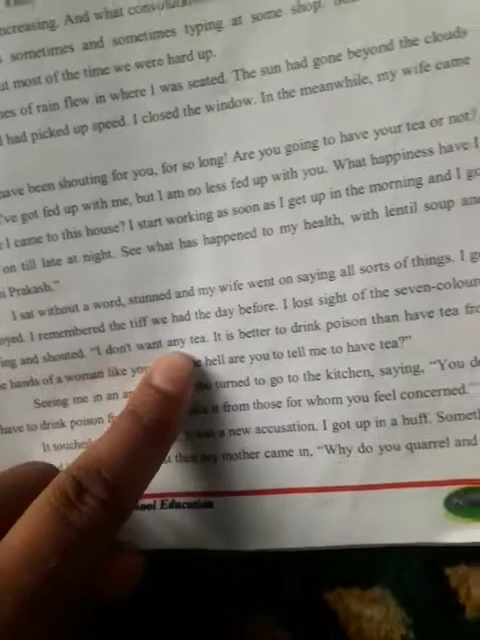 ncreasing. And what
sometimes and sometimes typing at some shop.
ut most of the time we were hard up.
nes of rain flew in where I was seated. The sun had gone beyond the clouds
had picked up speed. I closed the window. In the meanwhile, my wife came
have been shouting for you, for so long! Are you going to have your tea or not?
've got fed up with me, but I am no less fed up with you. What happiness have I
I came to this house? I start working as soon as I get up in the morning and I go
on till late at night. See what has happened to my health, with lentil soup and
Prakash."
I sat without a word, stunned and my wife went on saying all sorts of things. I g
oyed. I remembered the tiff we had the day before. I lost sight of the seven-colour
ing and shouted. "I don't want any tea. It is better to drink poison than have tea fro
e hands of a woman like you hell are you to tell me to have tea?"
Seeing me in an turned to go to the kitchen, saying, "You d
have to drink poison it from those for whom you feel concerned."
It touched a new accusation. I got up in a huff. Somet
my mother came in, "Why do you quarrel and
ool Education